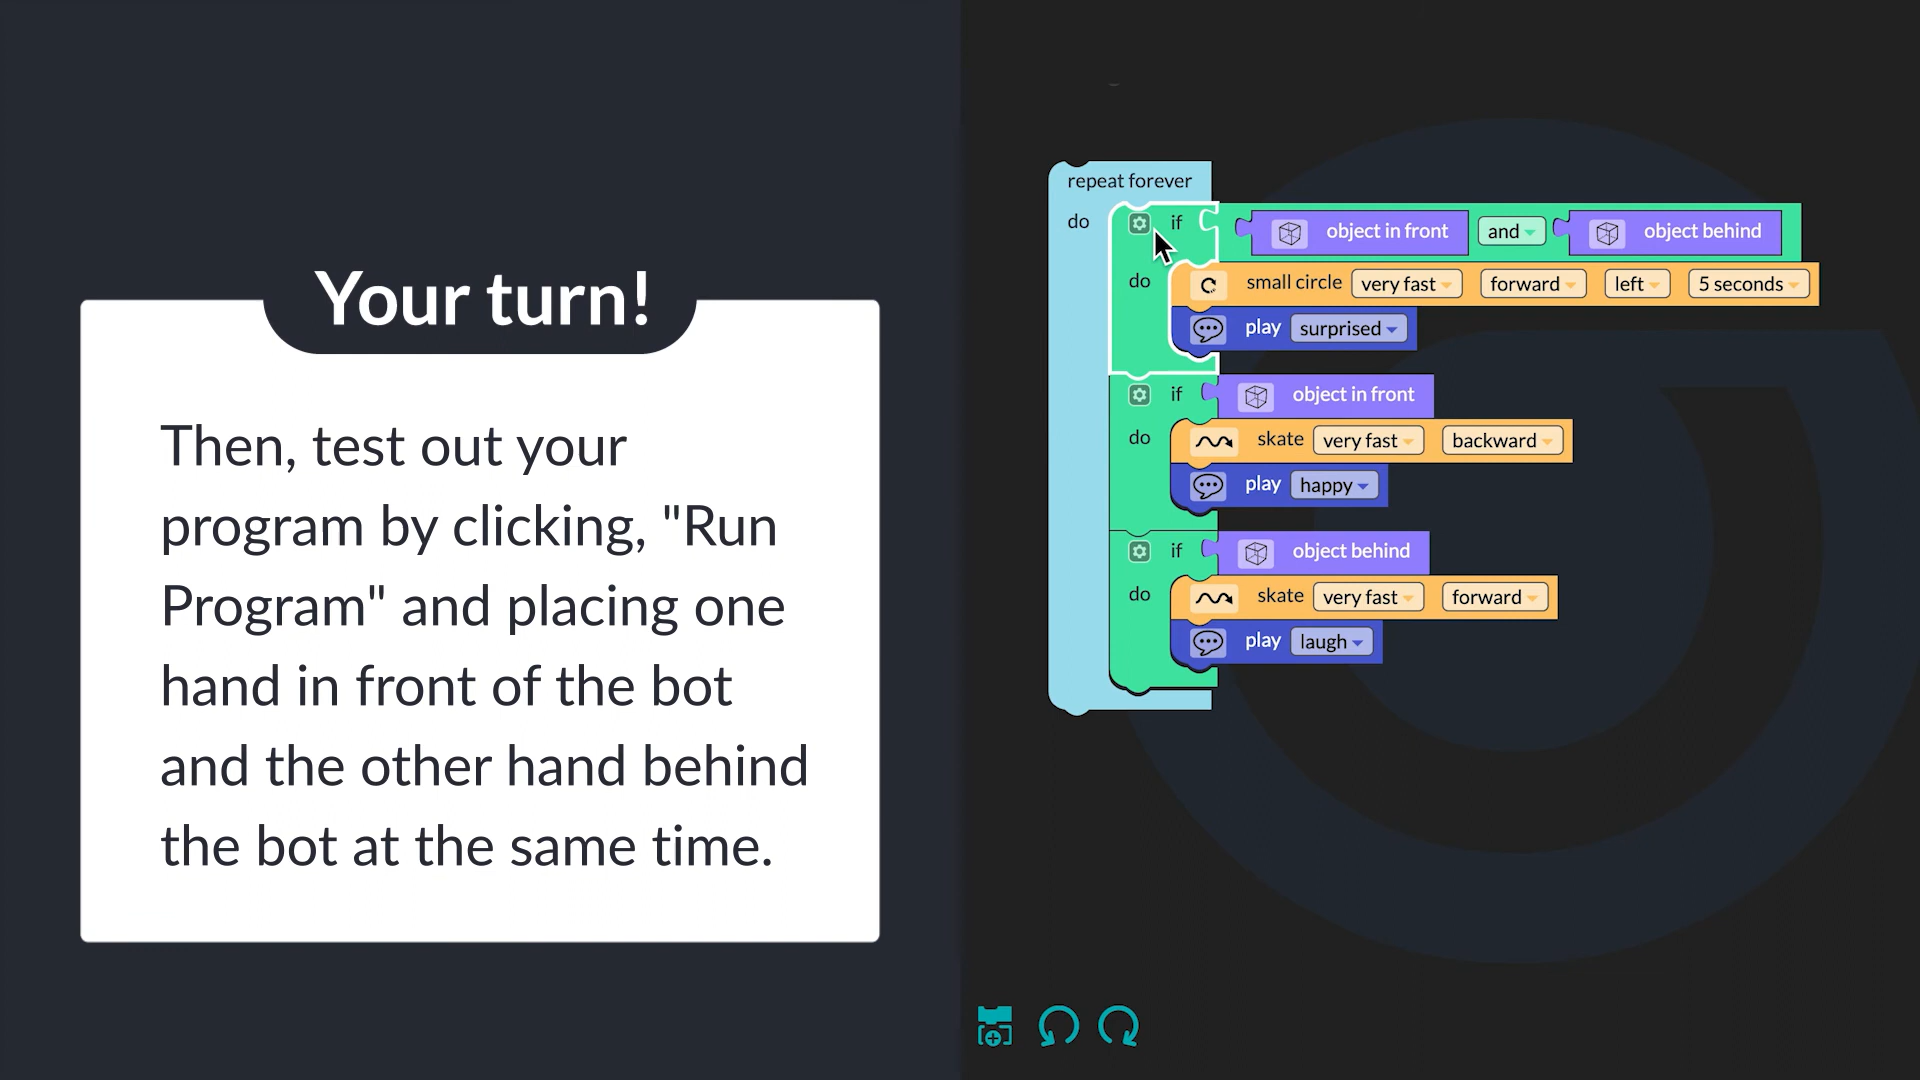 Your turn!
Then, test out your
program by clicking, "Run
Program" and placing one
hand in front of the bot
and the other hand behind
the bot at the same time.
repeat forever
do
if object in front and object behind
do small circle very fast forward left 5 seconds
play surprised
if object in front
do skate very fast backward
play happy
if object behind
do skate very fast forward
play laugh